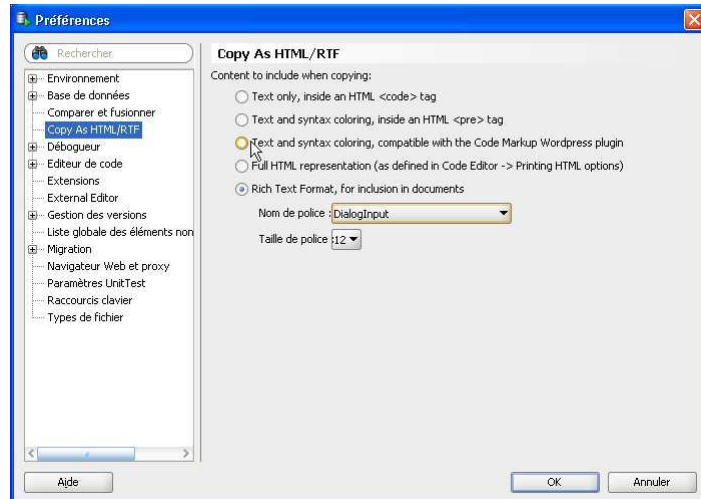 Préférences
Rechercher
Environnement
Base de données
Comparer et fusionner
Copy As HTML/RTF
Débogueur
Editeur de code
Extensions
External Editor
Gestion des versions
Liste globale des éléments non
Migration
Navigateur Web et proxy
Paramètres UnitTest
Raccourcis clavier
Types de fichier
Copy As HTML/RTF
Content to include when copying:
Text only, inside an HTML <code> tag
Text and syntax coloring, inside an HTML <pre> tag
Text and syntax coloring, compatible with the Code Markup Wordpress plugin
Full HTML representation (as defined in Code Editor -> Printing HTML options)
Rich Text Format, for inclusion in documents
Nom de police : DialogInput
Taille de police : 12
Aide OK Annuler